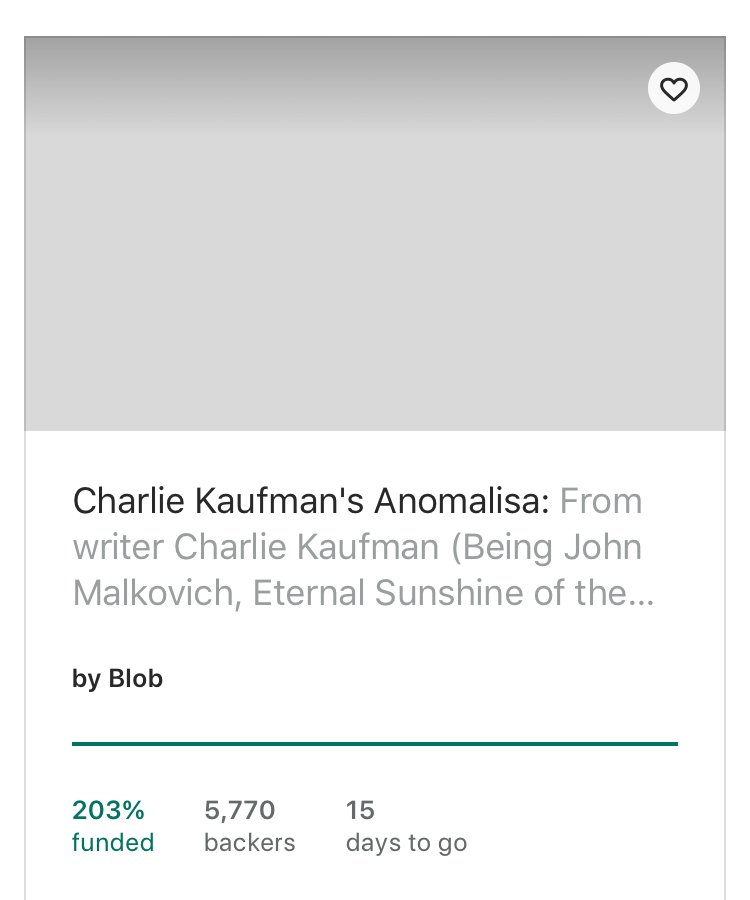 Charlie Kaufman's Anomalisa: From
writer Charlie Kaufman (Being John
Malkovich, Eternal Sunshine of the...
by Blob
203% 5,770 15
funded backers days to go